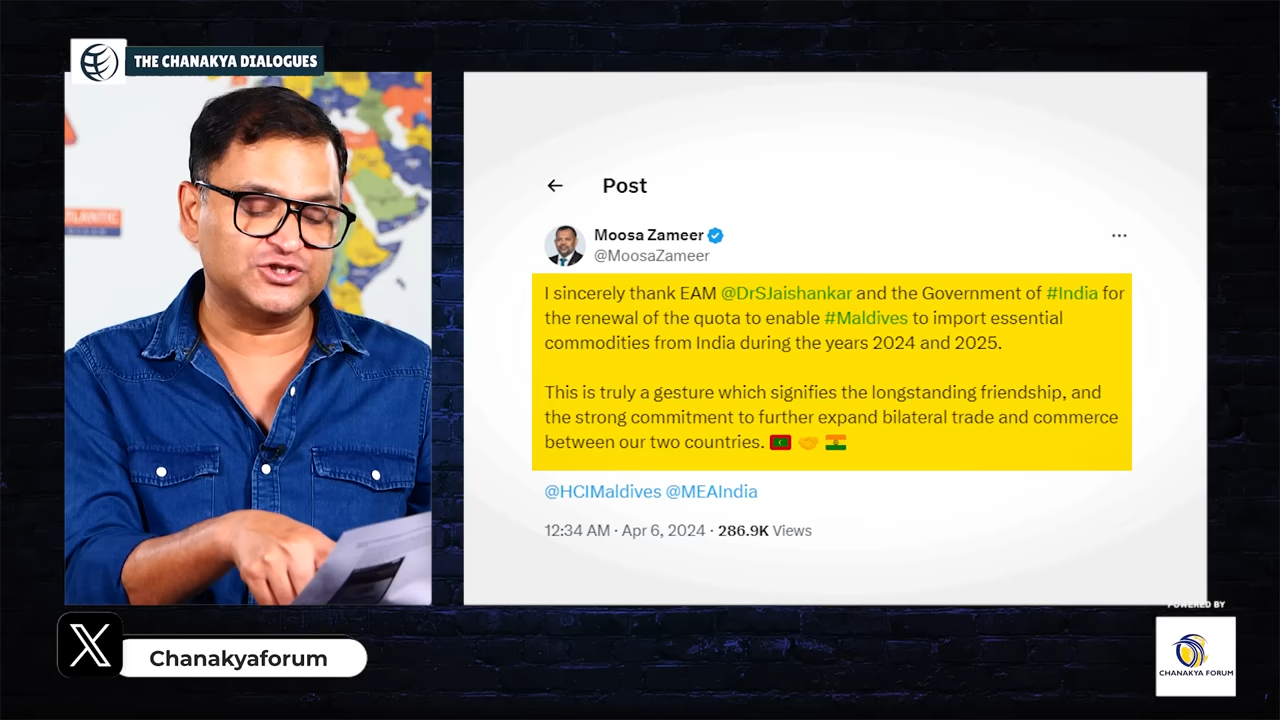 THE CHANAKYA DIALOGUES
Post
Moosa Zameer
@MoosaZameer
I sincerely thank EAM @DrSJaishankar and the Government of #India for
the renewal of the quota to enable #Maldives to import essential
commodities from India during the years 2024 and 2025.
This is truly a gesture which signifies the longstanding friendship, and
the strong commitment to further expand bilateral trade and commerce
between our two countries. 🇲🇻 🤝 🇮🇳
@HCIMaldives @MEAIndia
12:34 AM · Apr 6, 2024 · 286.9K Views
Chanakyaforum
POWERED BY
CHANAKYA FORUM